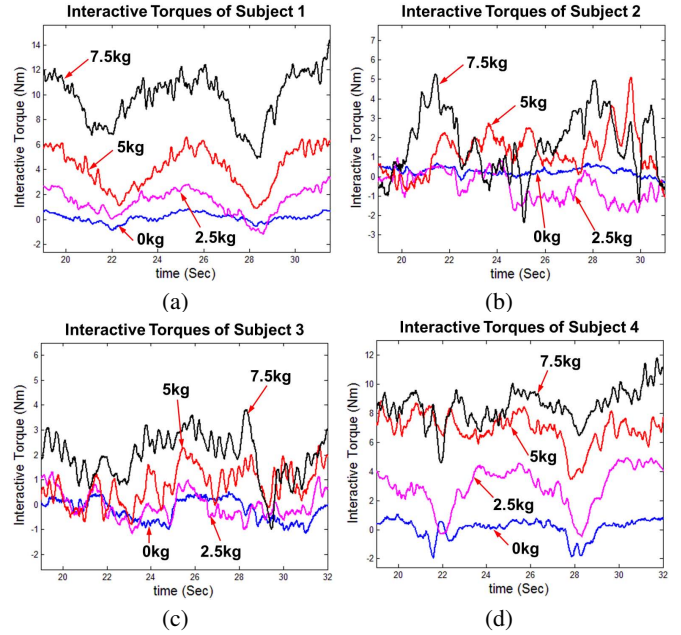 Interactive Torques of Subject 1
Interactive Torque (Nm)
14
12
10
8
6
4
2
0
-2
7.5kg
5kg
0kg
2.5kg
20 22 24 26 28 30
time (Sec)
(a)
Interactive Torques of Subject 2
Interactive Torque (Nm)
7
6
5
4
3
2
1
0
-1
-2
-3
7.5kg
5kg
0kg
2.5kg
20 22 24 26 28 30
time (Sec)
(b)
Interactive Torques of Subject 3
Interactive Torque (Nm)
6
5
4
3
2
1
0
-1
-2
5kg
7.5kg
0kg
2.5kg
20 22 24 26 28 30 32
time (Sec)
(c)
Interactive Torques of Subject 4
Interactive Torque (Nm)
12
10
8
6
4
2
0
-2
7.5kg
5kg
2.5kg
0kg
20 22 24 26 28 30 32
time (Sec)
(d)